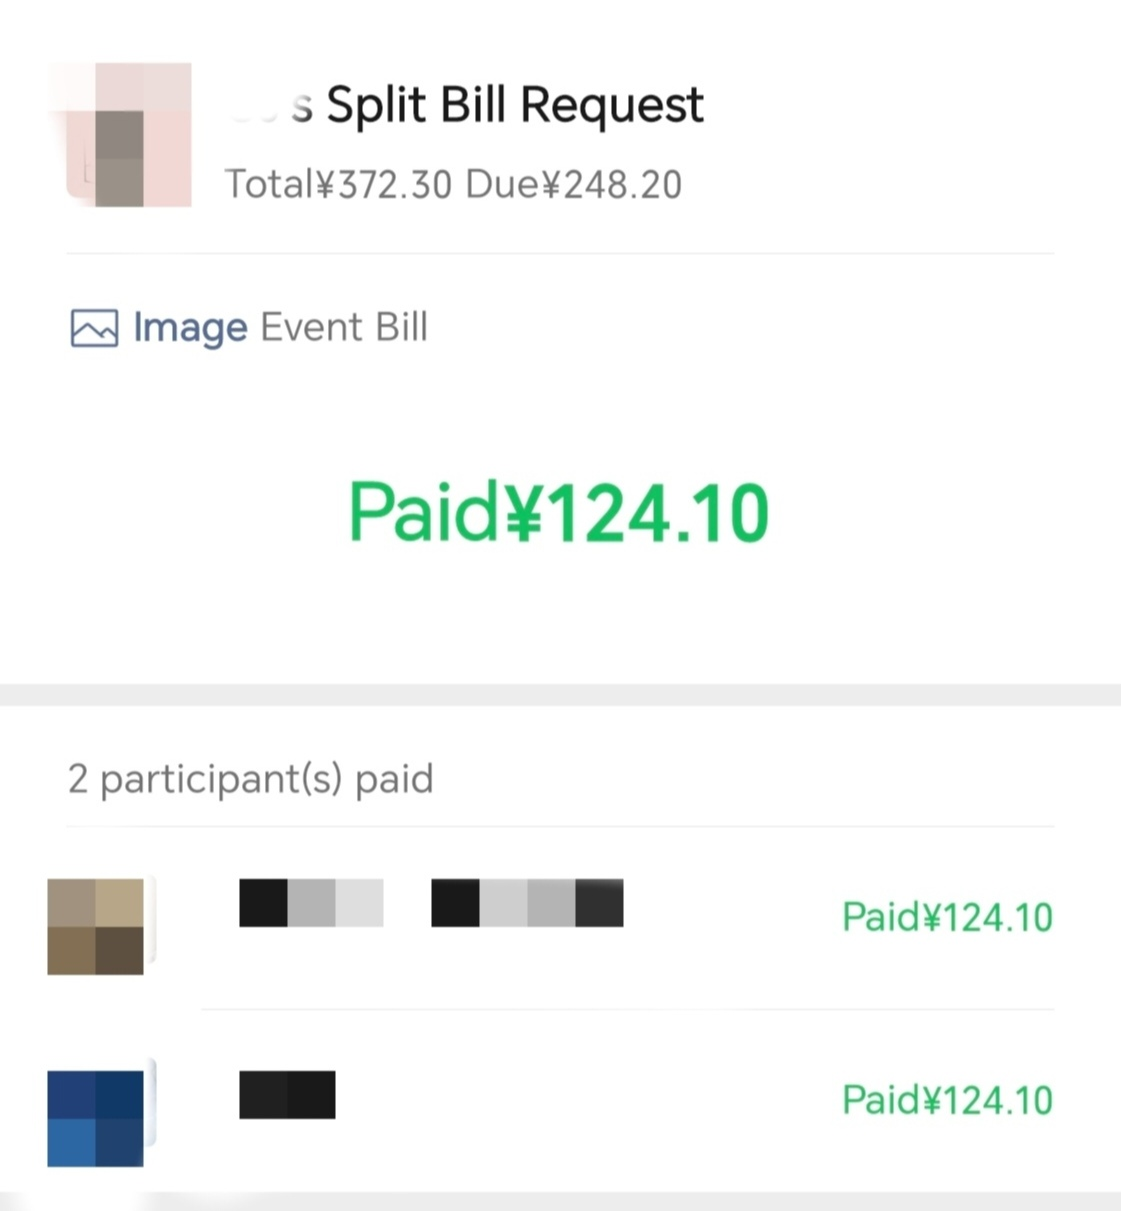 s Split Bill Request
Total¥372.30 Due¥248.20
Image Event Bill
Paid¥124.10
2 participant(s) paid
Paid¥124.10
Paid¥124.10